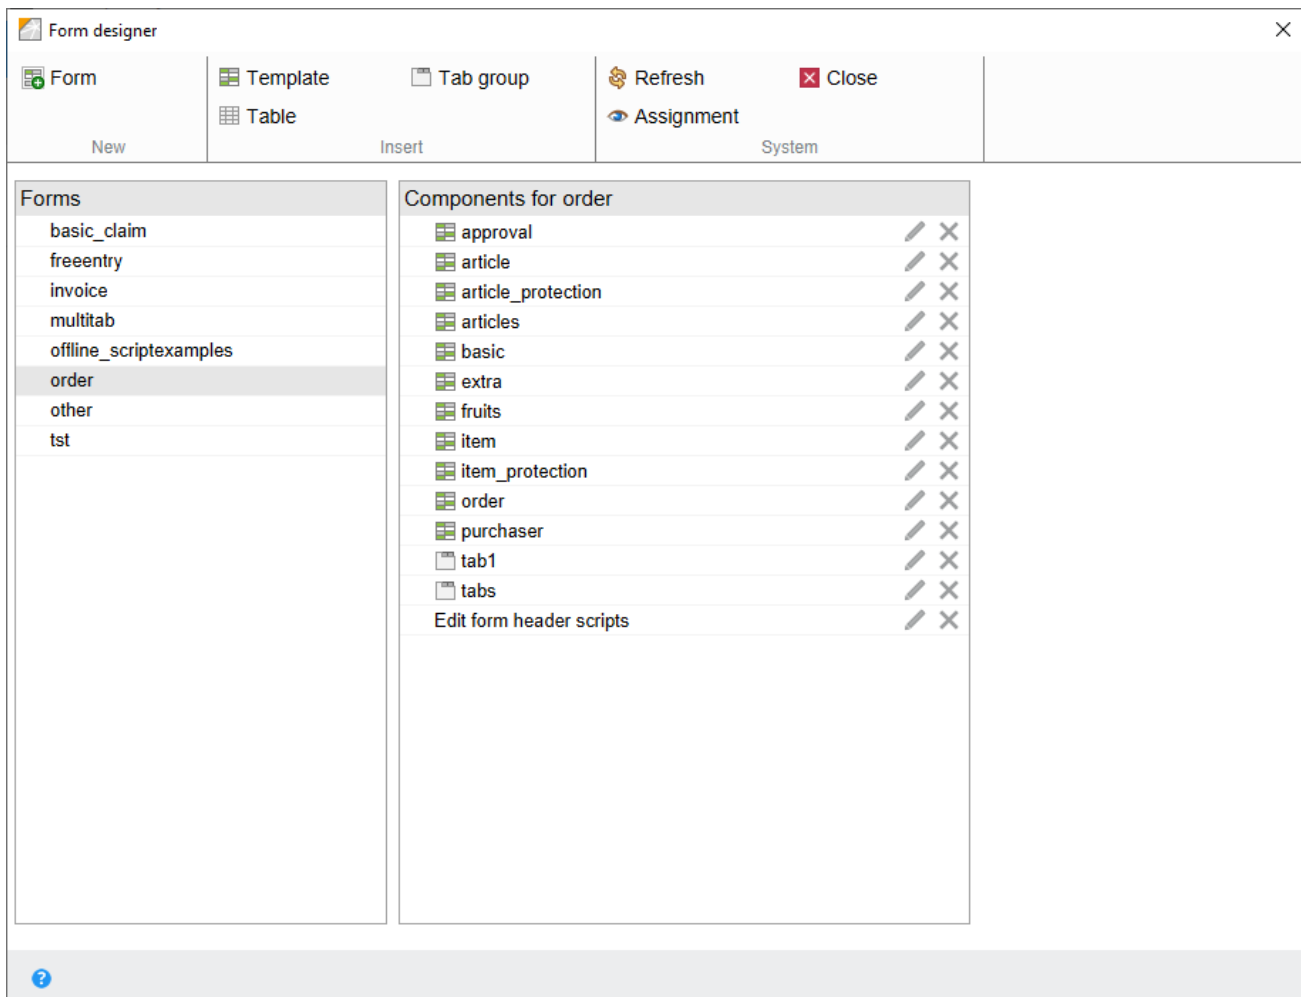 Form designer
Form
Template
Tab group
Refresh
Close
Table
Assignment
New
Insert
System
Forms
basic_claim
freeentry
invoice
multitab
offline_scriptexamples
order
other
tst
Components for order
approval
article
article_protection
articles
basic
extra
fruits
item
item_protection
order
purchaser
tab1
tabs
Edit form header scripts
?